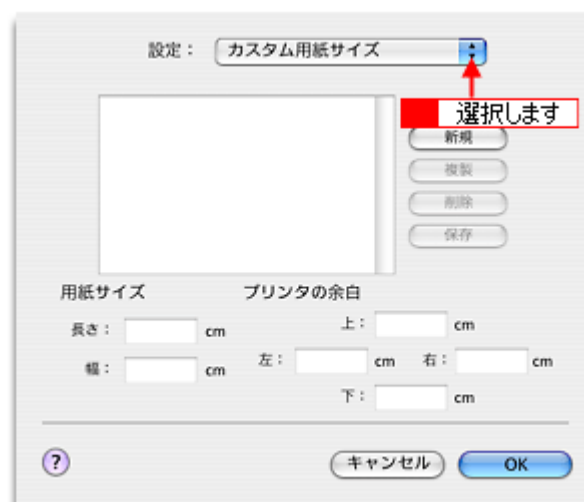 設定： カスタム用紙サイズ
選択します
新規
複製
削除
保存
用紙サイズ
プリンタの余白
長さ： cm
上： cm
幅： cm
左： cm 右： cm
下： cm
? キャンセル OK